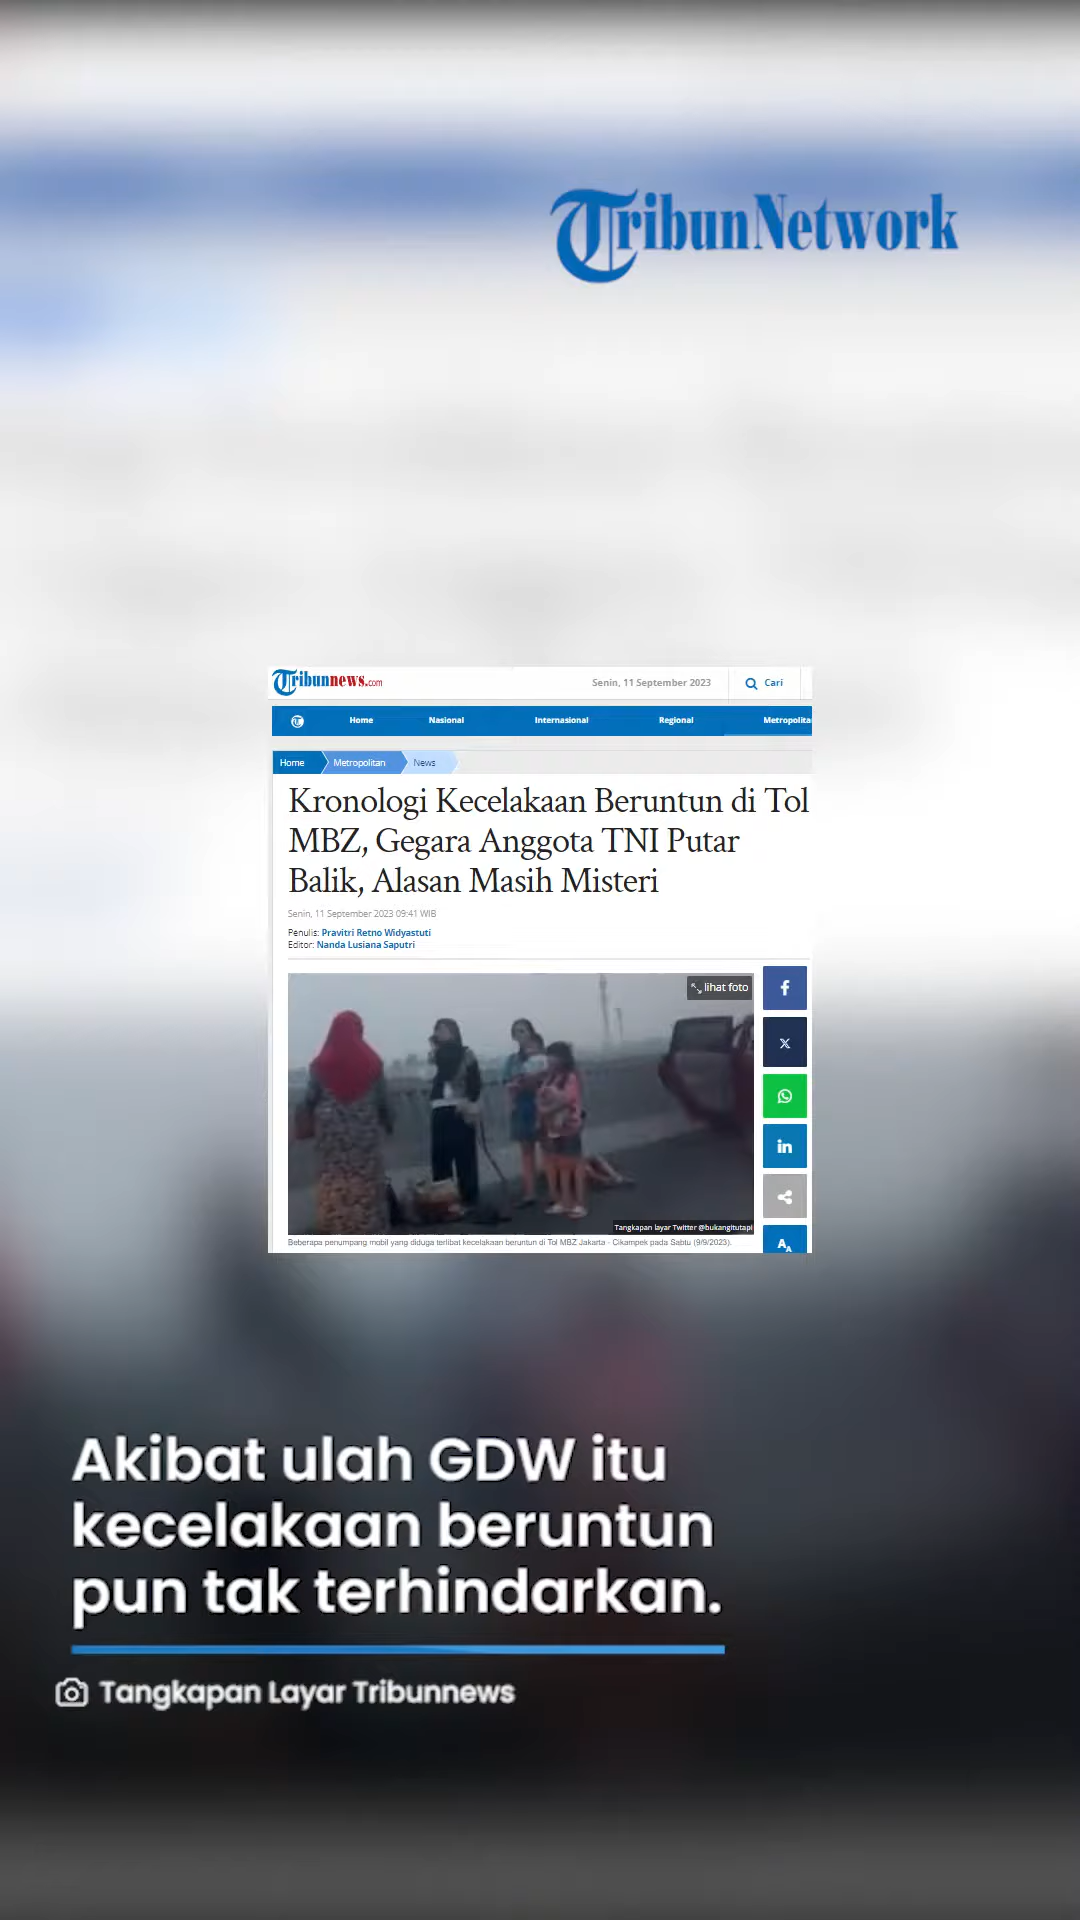 TribunNetwork
Tribunnews.com
Senin, 11 September 2023
Cari
Home Nasional Internasional Regional Metropolita
Home Metropolitan News
Kronologi Kecelakaan Beruntun di Tol
MBZ, Gegara Anggota TNI Putar
Balik, Alasan Masih Misteri
Senin, 11 September 2023 09:41 WIB
Penulis: Pravitri Retno Widyastuti
Editor: Nanda Lusiana Saputri
lihat foto
Tangkapan layar Twitter @bukangitutapi
Beberapa penumpang mobil yang diduga terlibat kecelakaan beruntun di Tol MBZ Jakarta - Cikampek pada Sabtu (9/9/2023).
Akibat ulah GDW itu
kecelakaan beruntun
pun tak terhindarkan.
Tangkapan Layar Tribunnews